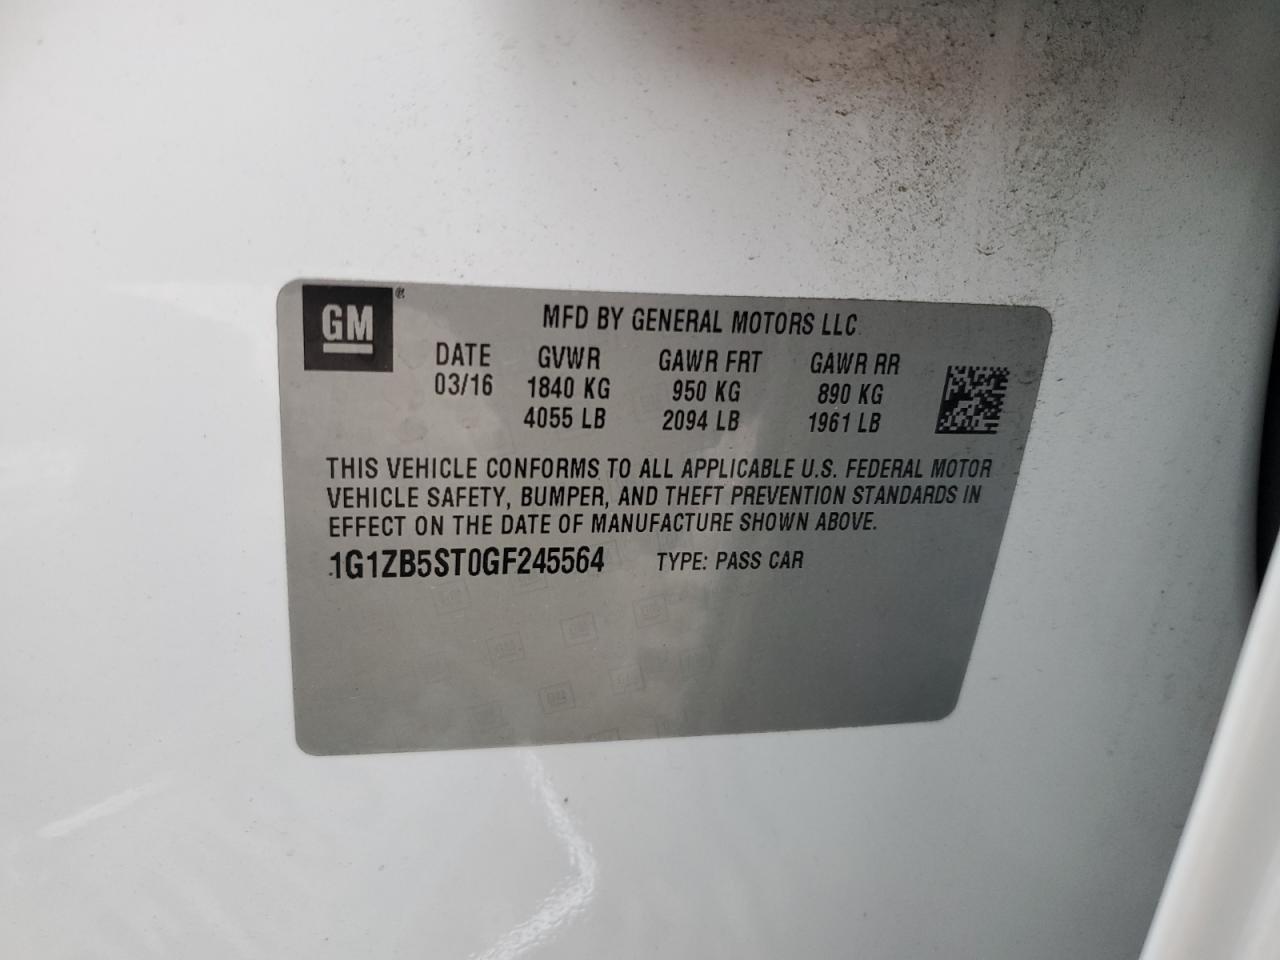 GM®
MFD BY GENERAL MOTORS LLC
DATE GVWR GAWR FRT GAWR RR
03/16 1840 KG 950 KG 890 KG
4055 LB 2094 LB 1961 LB
THIS VEHICLE CONFORMS TO ALL APPLICABLE U.S. FEDERAL MOTOR
VEHICLE SAFETY, BUMPER, AND THEFT PREVENTION STANDARDS IN
EFFECT ON THE DATE OF MANUFACTURE SHOWN ABOVE.
1G1ZB5ST0GF245564 TYPE: PASS CAR